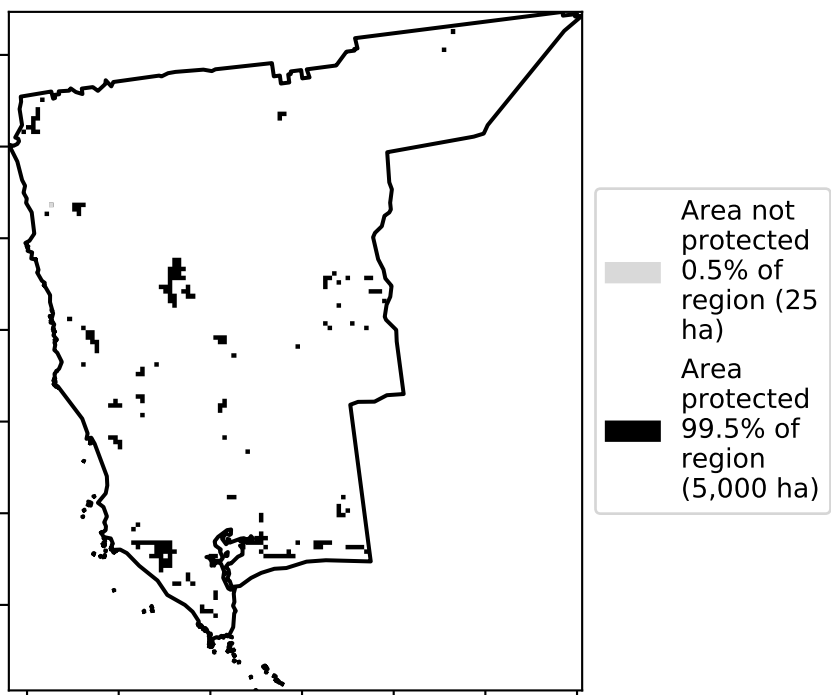 Area not
protected
0.5% of
region (25
ha)
Area
protected
99.5% of
region
(5,000 ha)